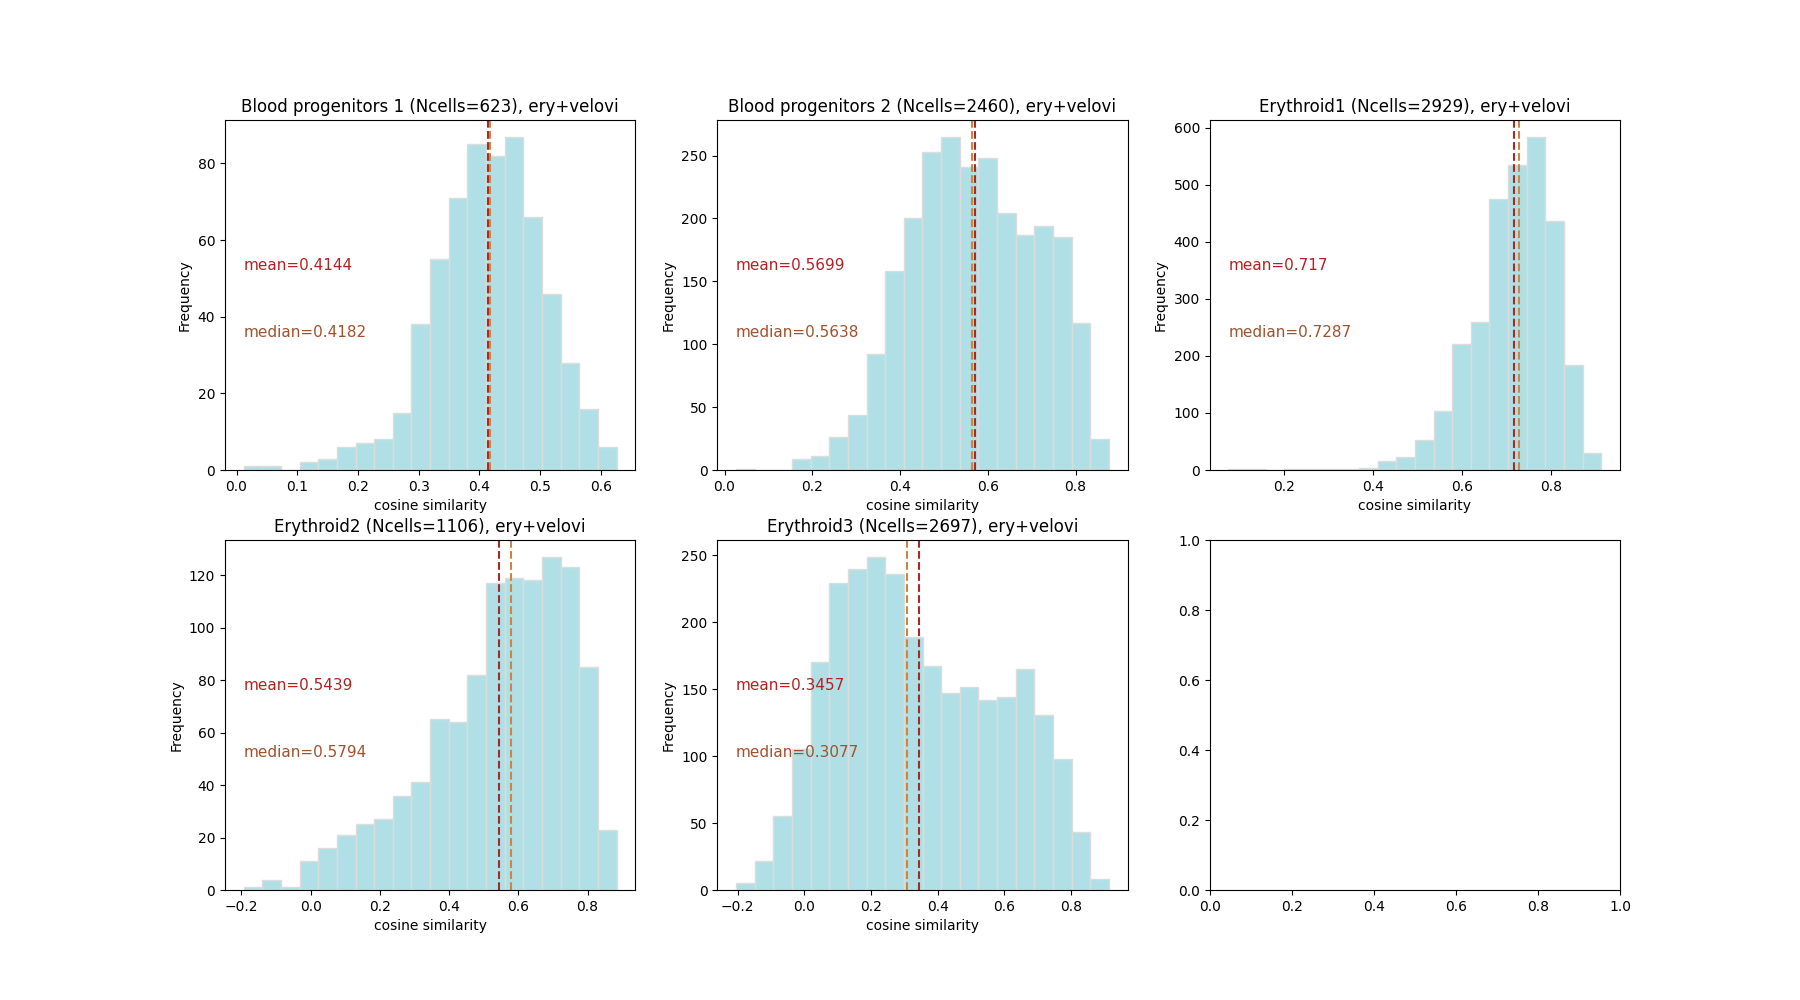 Blood progenitors 1 (Ncells=623), ery+velovi
80
60
40
20
0
Frequency
mean=0.4144
median=0.4182
0.0 0.1 0.2 0.3 0.4 0.5 0.6
cosine similarity
Blood progenitors 2 (Ncells=2460), ery+velovi
250
200
150
100
50
0
Frequency
mean=0.5699
median=0.5638
0.0 0.2 0.4 0.6 0.8
cosine similarity
Erythroid1 (Ncells=2929), ery+velovi
600
500
400
300
200
100
0
Frequency
mean=0.717
median=0.7287
0.2 0.4 0.6 0.8
cosine similarity
Erythroid2 (Ncells=1106), ery+velovi
120
100
80
60
40
20
0
Frequency
mean=0.5439
median=0.5794
−0.2 0.0 0.2 0.4 0.6 0.8
cosine similarity
Erythroid3 (Ncells=2697), ery+velovi
250
200
150
100
50
0
Frequency
mean=0.3457
median=0.3077
−0.2 0.0 0.2 0.4 0.6 0.8
cosine similarity
1.0
0.8
0.6
0.4
0.2
0.0
0.0 0.2 0.4 0.6 0.8 1.0